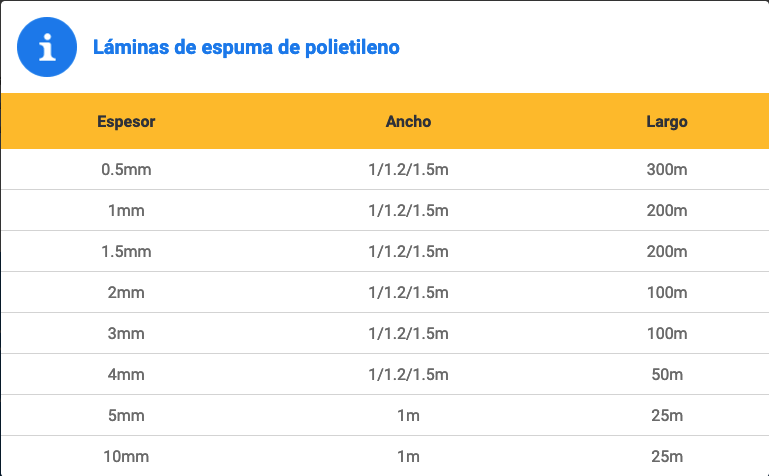 Láminas de espuma de polietileno
Espesor Ancho Largo
0.5mm 1/1.2/1.5m 300m
1mm 1/1.2/1.5m 200m
1.5mm 1/1.2/1.5m 200m
2mm 1/1.2/1.5m 100m
3mm 1/1.2/1.5m 100m
4mm 1/1.2/1.5m 50m
5mm 1m 25m
10mm 1m 25m